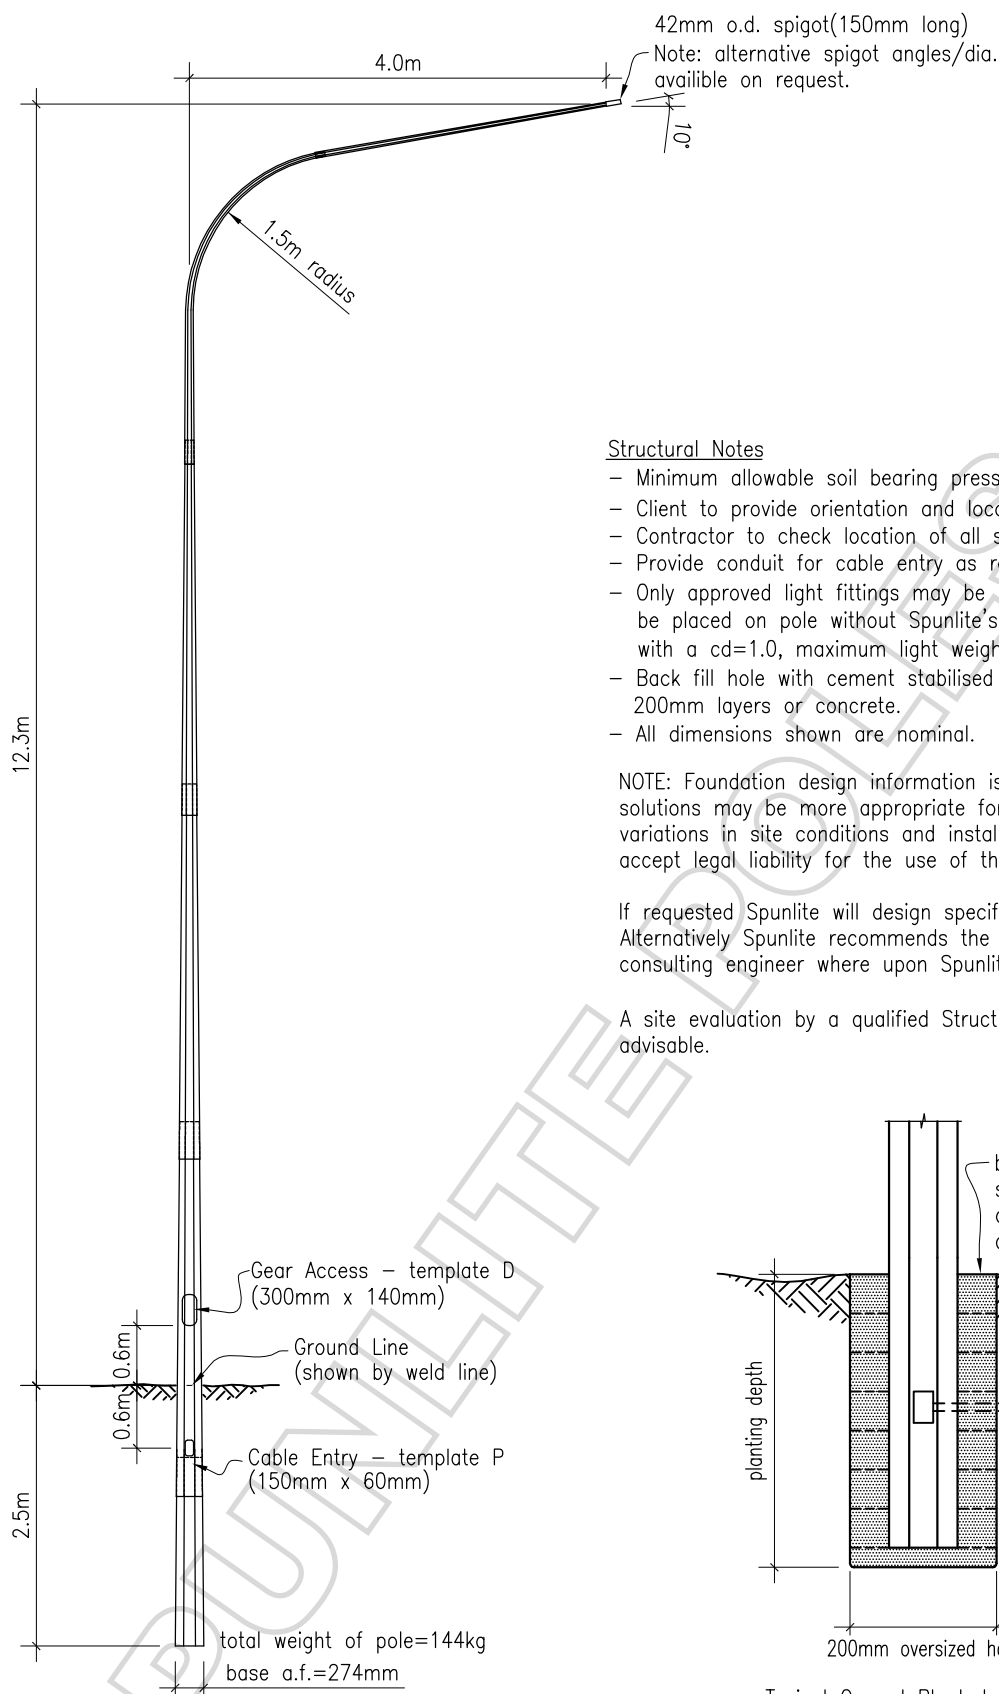 42mm o.d. spigot(150mm long)
Note: alternative spigot angles/dia.
availible on request.
4.0m
10°
1.5m radius
12.3m
Structural Notes
- Minimum allowable soil bearing press
- Client to provide orientation and loca
- Contractor to check location of all s
- Provide conduit for cable entry as r
- Only approved light fittings may be
be placed on pole without Spunlite's
with a cd=1.0, maximum light weigh
- Back fill hole with cement stabilised
200mm layers or concrete.
- All dimensions shown are nominal.
NOTE: Foundation design information is
solutions may be more appropriate for
variations in site conditions and instal
accept legal liability for the use of th
If requested Spunlite will design specif
Alternatively Spunlite recommends the
consulting engineer where upon Spunlit
A site evaluation by a qualified Struct
advisable.
Gear Access - template D
(300mm x 140mm)
0.6m
Ground Line
(shown by weld line)
0.6m
Cable Entry - template P
(150mm x 60mm)
2.5m
total weight of pole=144kg
base a.f.=274mm
planting depth
200mm oversized ho
PUNLITE POLES